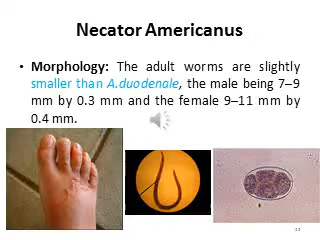 Necator Americanus
• Morphology: The adult worms are slightly
smaller than A.duodenale, the male being 7–9
mm by 0.3 mm and the female 9–11 mm by
0.4 mm.